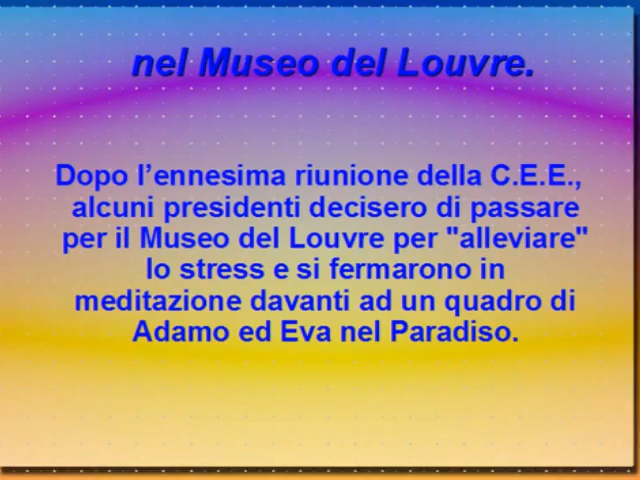 nel Museo del Louvre.
Dopo l’ennesima riunione della C.E.E.,
alcuni presidenti decisero di passare
per il Museo del Louvre per "alleviare"
lo stress e si fermarono in
meditazione davanti ad un quadro di
Adamo ed Eva nel Paradiso.